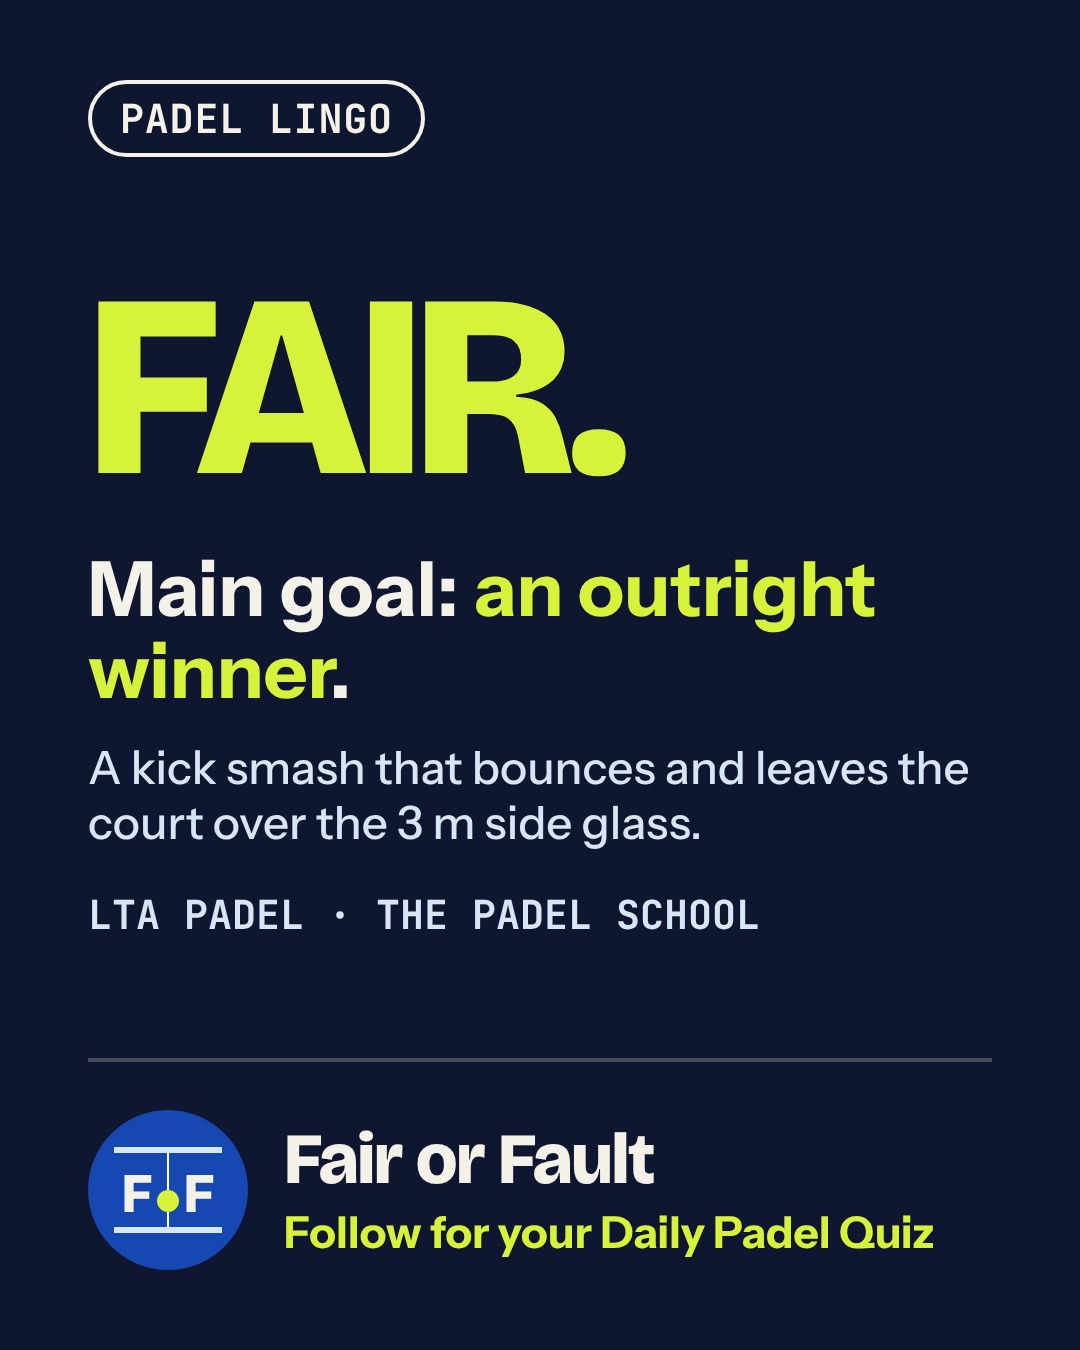 PADEL LINGO
FAIR.
Main goal: an outright
winner.
A kick smash that bounces and leaves the
court over the 3 m side glass.
LTA PADEL · THE PADEL SCHOOL
F F
Fair or Fault
Follow for your Daily Padel Quiz